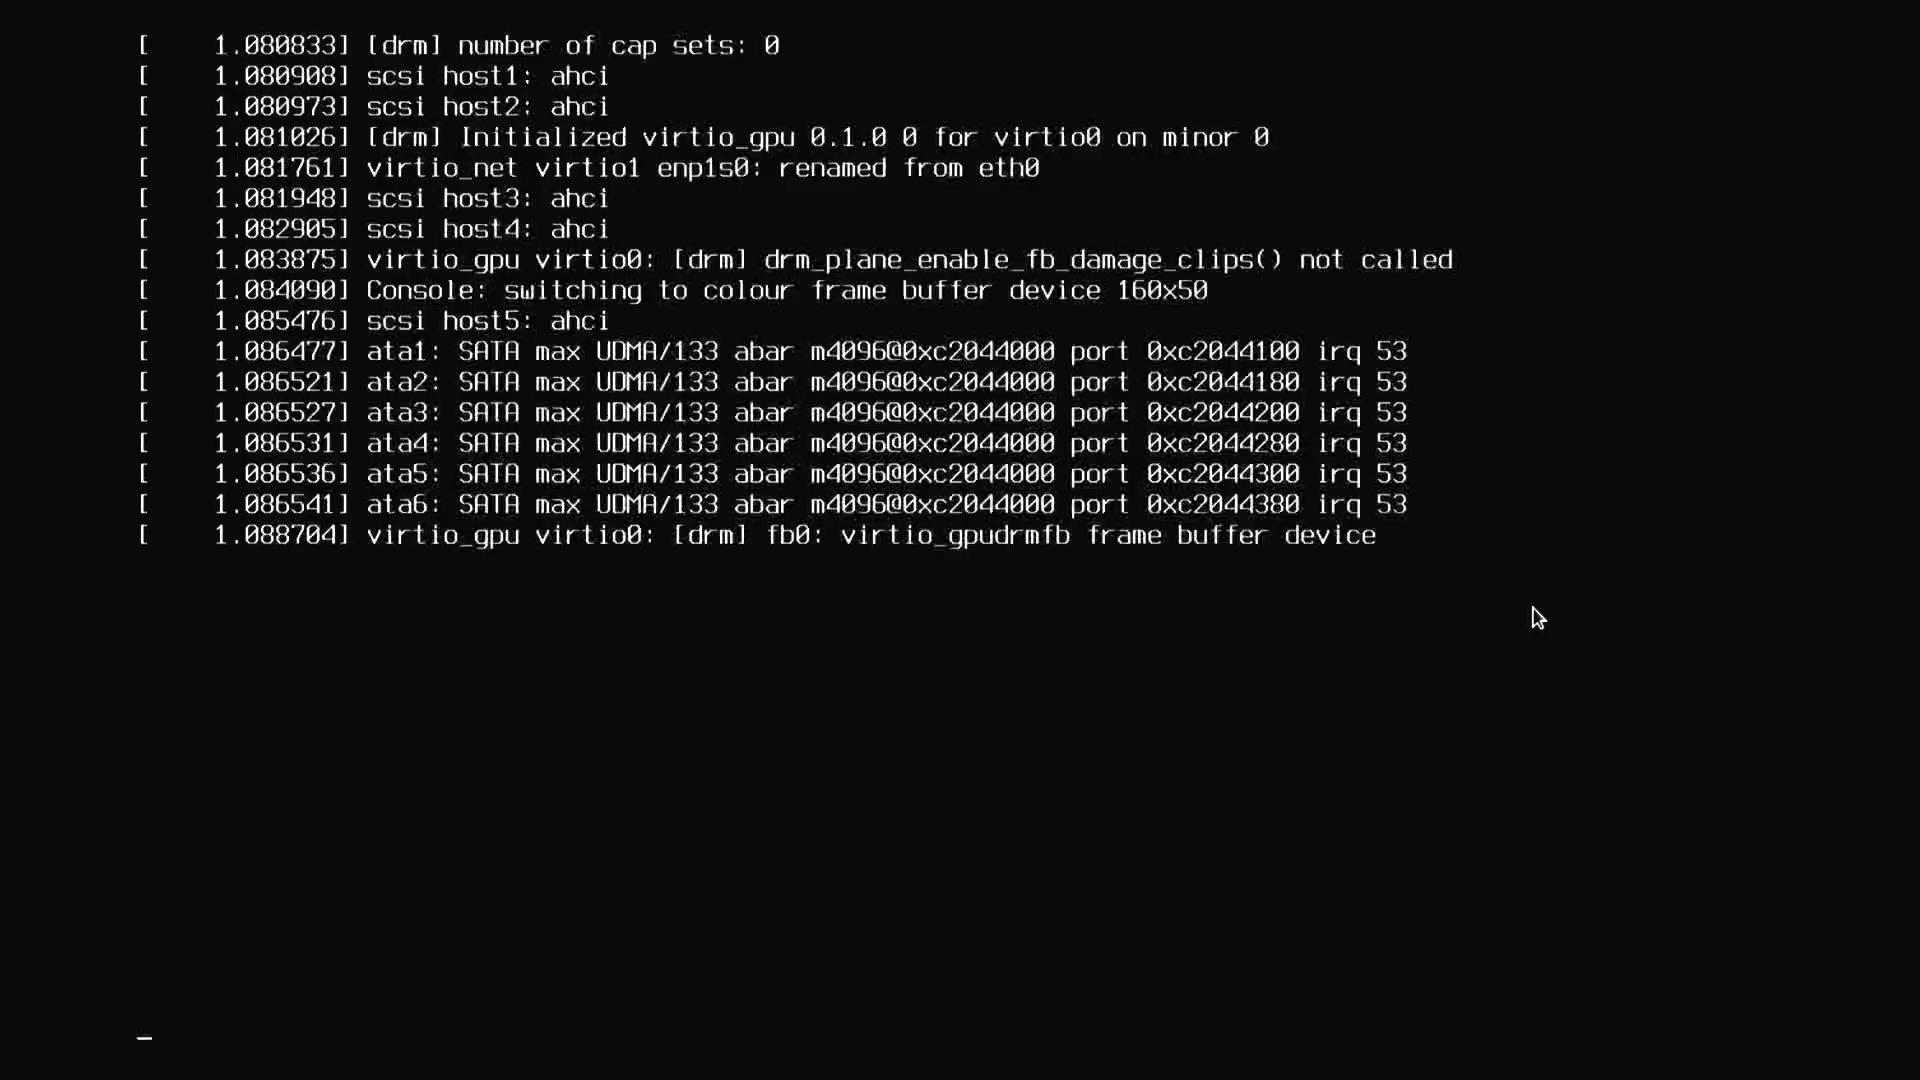 [    1.080833] [drm] number of cap sets: 0
[    1.080908] scsi host1: ahci
[    1.080973] scsi host2: ahci
[    1.081026] [drm] Initialized virtio_gpu 0.1.0 0 for virtio0 on minor 0
[    1.081761] virtio_net virtio1 enp1s0: renamed from eth0
[    1.081948] scsi host3: ahci
[    1.082905] scsi host4: ahci
[    1.083875] virtio_gpu virtio0: [drm] drm_plane_enable_fb_damage_clips() not called
[    1.084090] Console: switching to colour frame buffer device 160x50
[    1.085476] scsi host5: ahci
[    1.086477] ata1: SATA max UDMA/133 abar m4096@0xc2044000 port 0xc2044100 irq 53
[    1.086521] ata2: SATA max UDMA/133 abar m4096@0xc2044000 port 0xc2044180 irq 53
[    1.086527] ata3: SATA max UDMA/133 abar m4096@0xc2044000 port 0xc2044200 irq 53
[    1.086531] ata4: SATA max UDMA/133 abar m4096@0xc2044000 port 0xc2044280 irq 53
[    1.086536] ata5: SATA max UDMA/133 abar m4096@0xc2044000 port 0xc2044300 irq 53
[    1.086541] ata6: SATA max UDMA/133 abar m4096@0xc2044000 port 0xc2044380 irq 53
[    1.088704] virtio_gpu virtio0: [drm] fb0: virtio_gpudrmfb frame buffer device
_